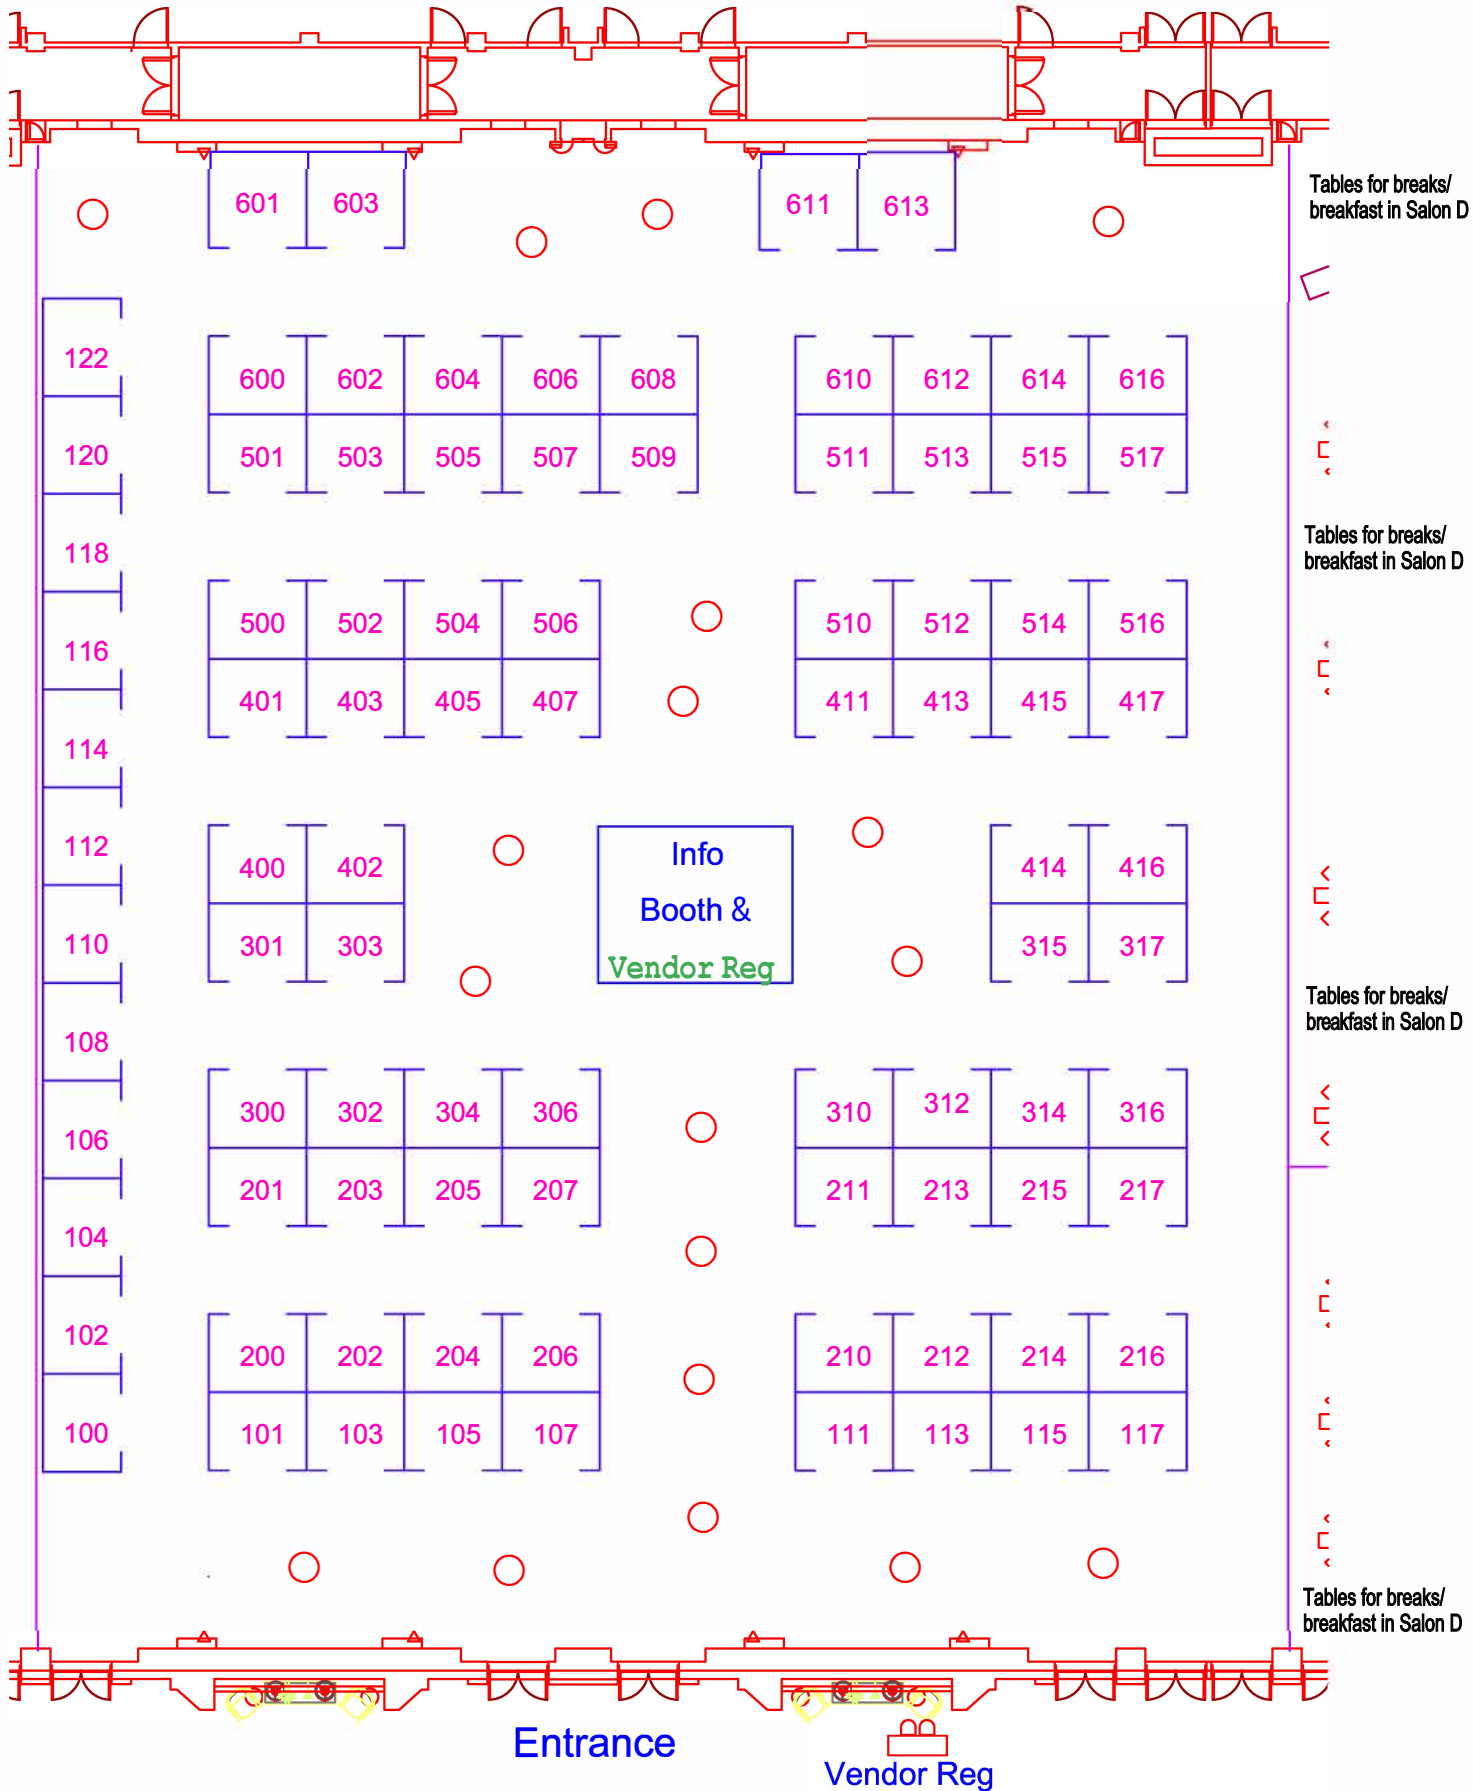 601 603 611 613
Tables for breaks/
breakfast in Salon D
122
600 602 604 606 608 610 612 614 616
120
501 503 505 507 509 511 513 515 517
118
Tables for breaks/
breakfast in Salon D
500 502 504 506 510 512 514 516
116
401 403 405 407 411 413 415 417
114
112
400 402 Info 414 416
Booth &
110
301 303 315 317
Vendor Reg
Tables for breaks/
breakfast in Salon D
108
300 302 304 306 310 312 314 316
106
201 203 205 207 211 213 215 217
104
102
200 202 204 206 210 212 214 216
100
101 103 105 107 111 113 115 117
Tables for breaks/
breakfast in Salon D
Entrance
Vendor Reg